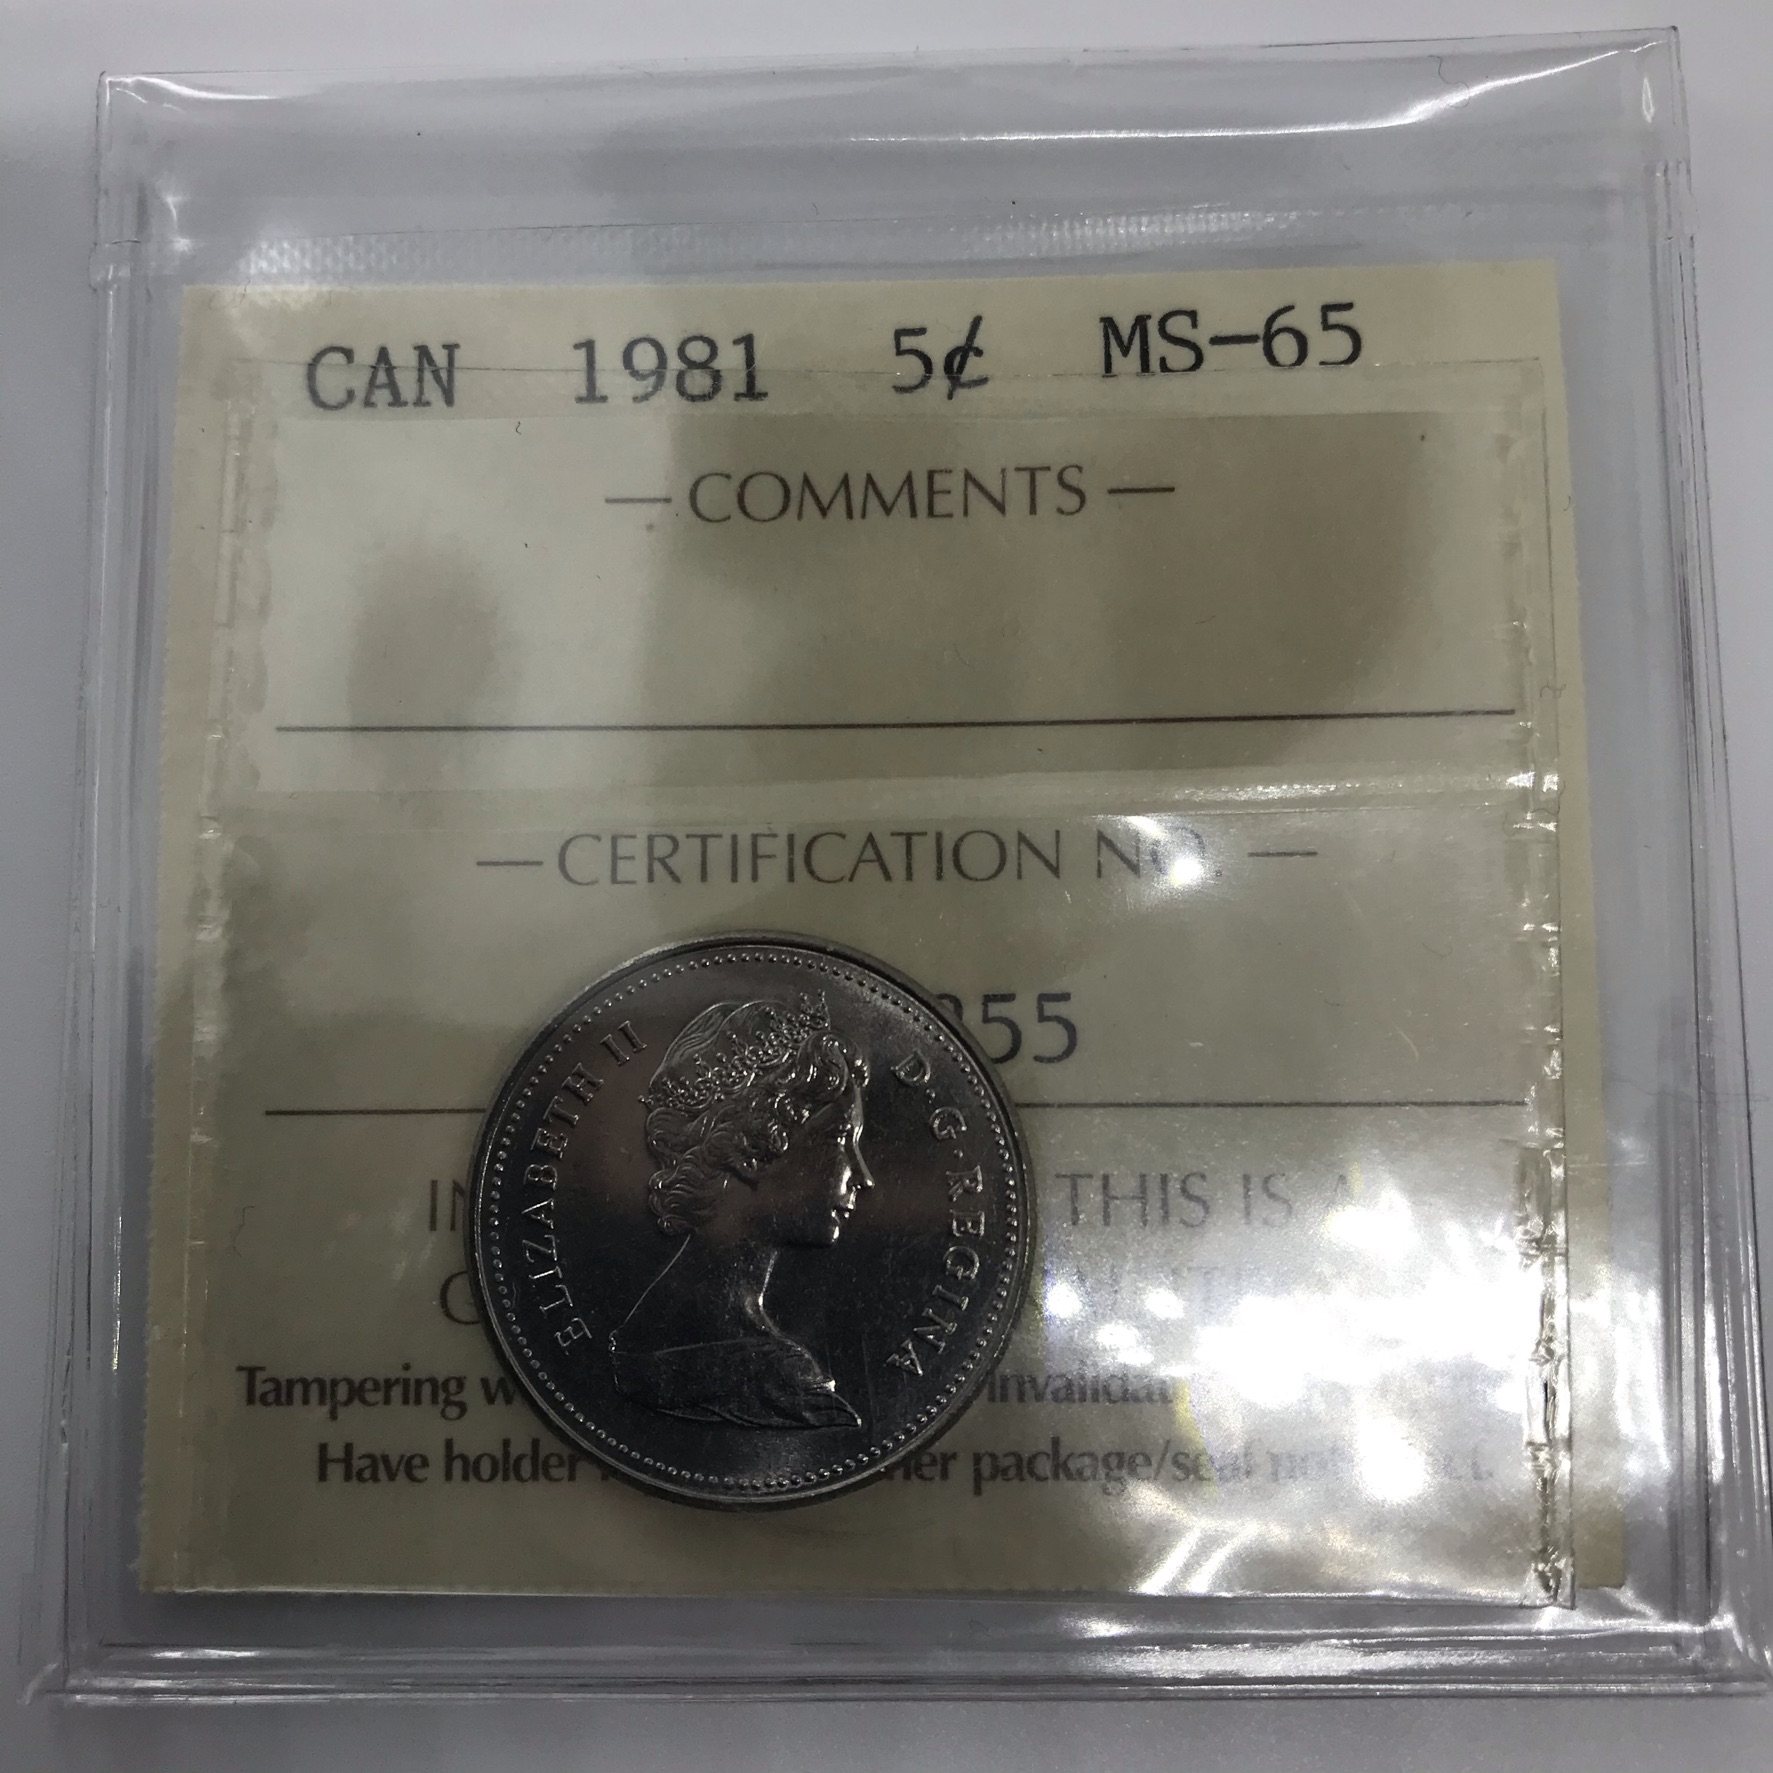 CAN 1981 5¢ MS-65
— COMMENTS —
— CERTIFICATION NO. —
55
THIS IS A
Tampering
Have holder package/seal not
ELIZABETH II D·G·REGINA